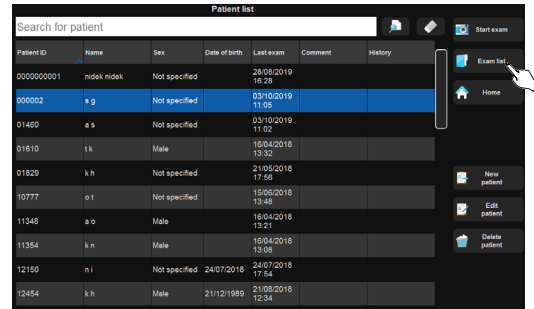 Patient list
Search for patient
Start exam
Exam list
Home
New patient
Edit patient
Delete patient
Patient ID Name Sex Date of birth Last exam Comment History
0000000001 nidek nidek Not specified 28/08/2019 16:28
000002 s g Not specified 03/10/2019 11:05
01460 a s Not specified 03/10/2019 11:02
01610 t k Male 16/04/2018 13:32
01829 k h Not specified 21/05/2018 17:56
10777 o t Not specified 15/06/2018 13:48
11348 a o Male 16/04/2018 13:21
11354 k n Male 16/04/2018 13:08
12150 n i Not specified 24/07/2018 24/07/2018 17:54
12454 k h Male 21/12/1989 21/08/2018 12:34